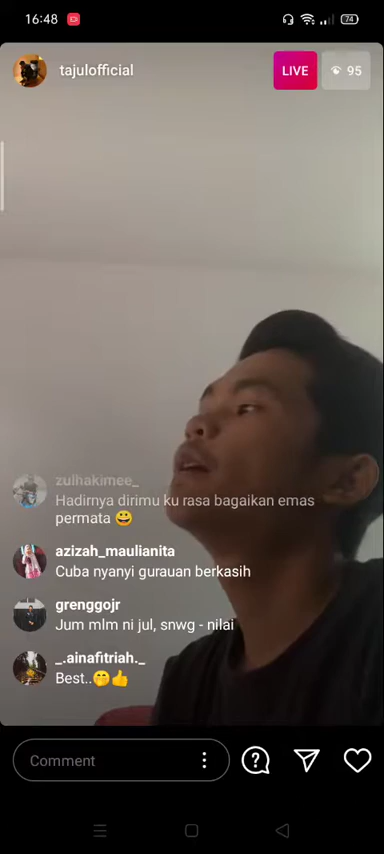 16:48
74
tajulofficial
LIVE
95
zulhakimee_
Hadirnya dirimu ku rasa bagaikan emas
permata 😀
azizah_maulianita
Cuba nyanyi gurauan berkasih
grenggojr
Jum mlm ni jul, snwg - nilai
_.ainafitriah._
Best..🤭👍
Comment